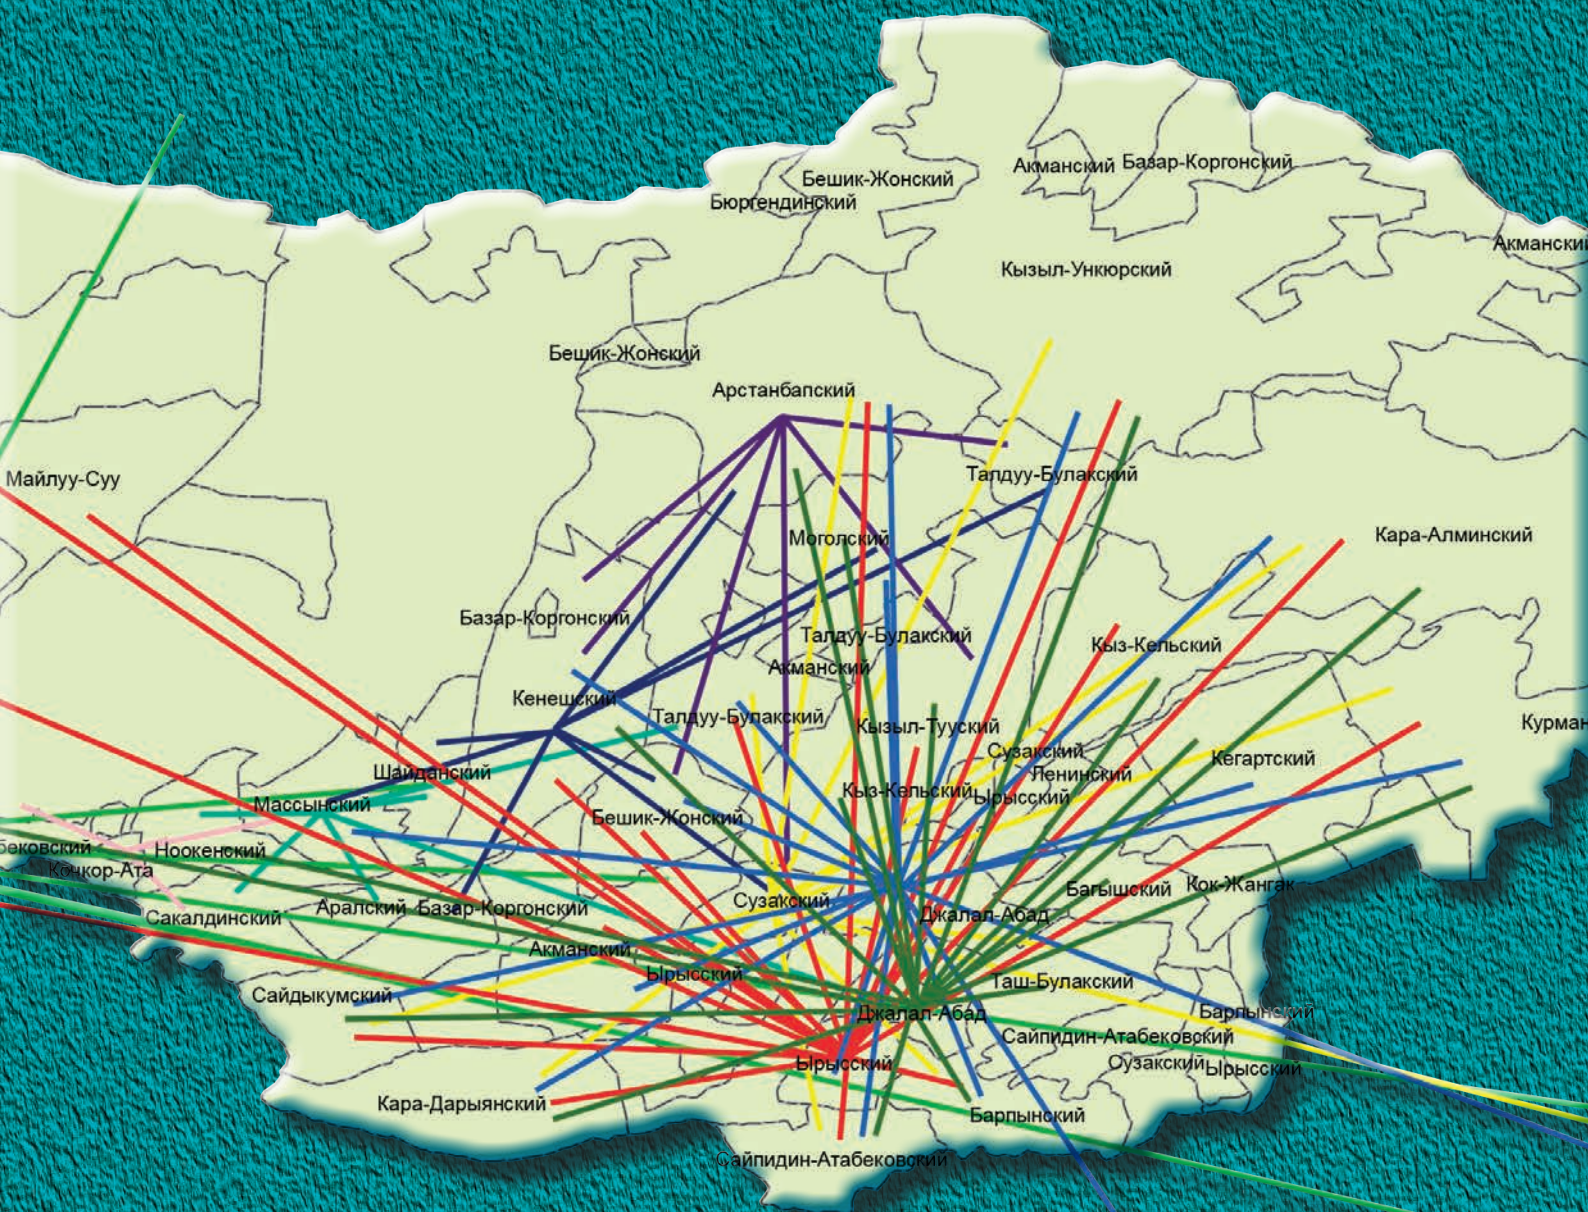 Акманский
Базар-Коргонский
Бешик-Жонский
Бюргендинский
Акмански
Кызыл-Ункюрский
Бешик-Жонский
Арстанбапский
Майлуу-Суу
Талдуу-Булакский
Моголский
Кара-Алминский
Базар-Коргонский
Талдуу-Булакский
Кыз-Кельский
Акманский
Кенешский
Талдуу-Булакский
Кызыл-Тууский
Курман
Сузакский
Кегартский
Шайданский
Ленинский
Массынский
Кыз-Кельский
Ырысский
Бешик-Жонский
бековский
Ноокенский
Кочкор-Ата
Багышский
Кок-Жангак
Сузакский
Аралский
Базар-Коргонский
Сакалдинский
Джалал-Абад
Акманский
Ырысский
Таш-Булакский
Сайдыкумский
Джалал-Абад
Барпынский
Сайпидин-Атабековский
Ырысский
Сузакский
Ырысский
Кара-Дарыянский
Барпынский
Сайпидин-Атабековский